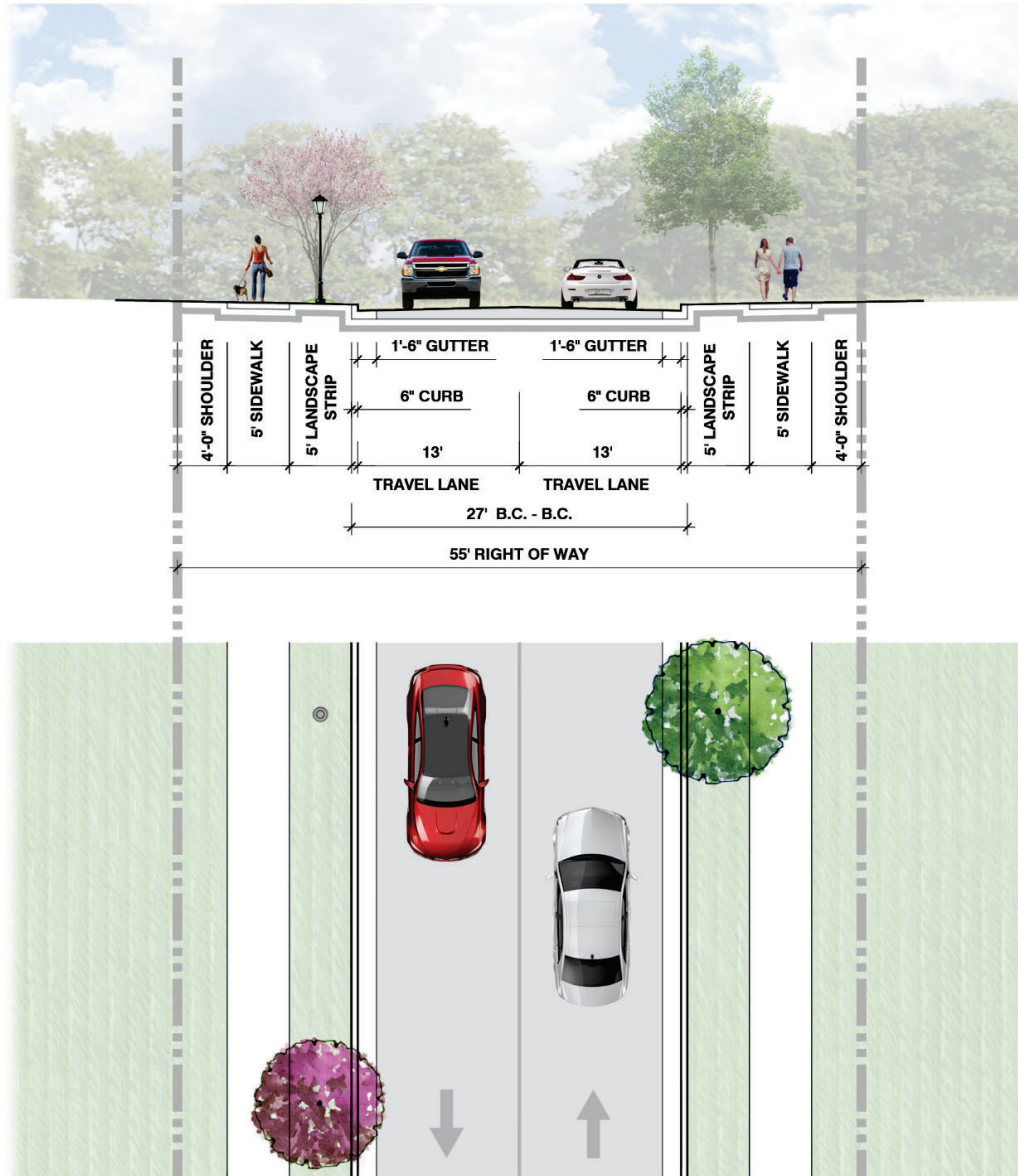 1'-6" GUTTER
1'-6" GUTTER
4'-0" SHOULDER
5' SIDEWALK
5' LANDSCAPE
STRIP
6" CURB
6" CURB
5' LANDSCAPE
STRIP
5' SIDEWALK
4'-0" SHOULDER
13'
13'
TRAVEL LANE
TRAVEL LANE
27' B.C. - B.C.
55' RIGHT OF WAY